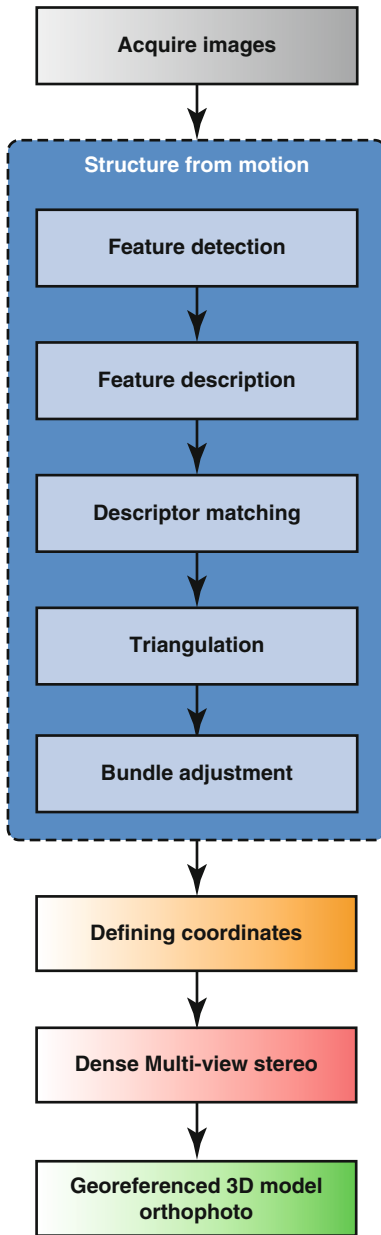 Acquire images
Structure from motion
Feature detection
Feature description
Descriptor matching
Triangulation
Bundle adjustment
Defining coordinates
Dense Multi-view stereo
Georeferenced 3D model
orthophoto